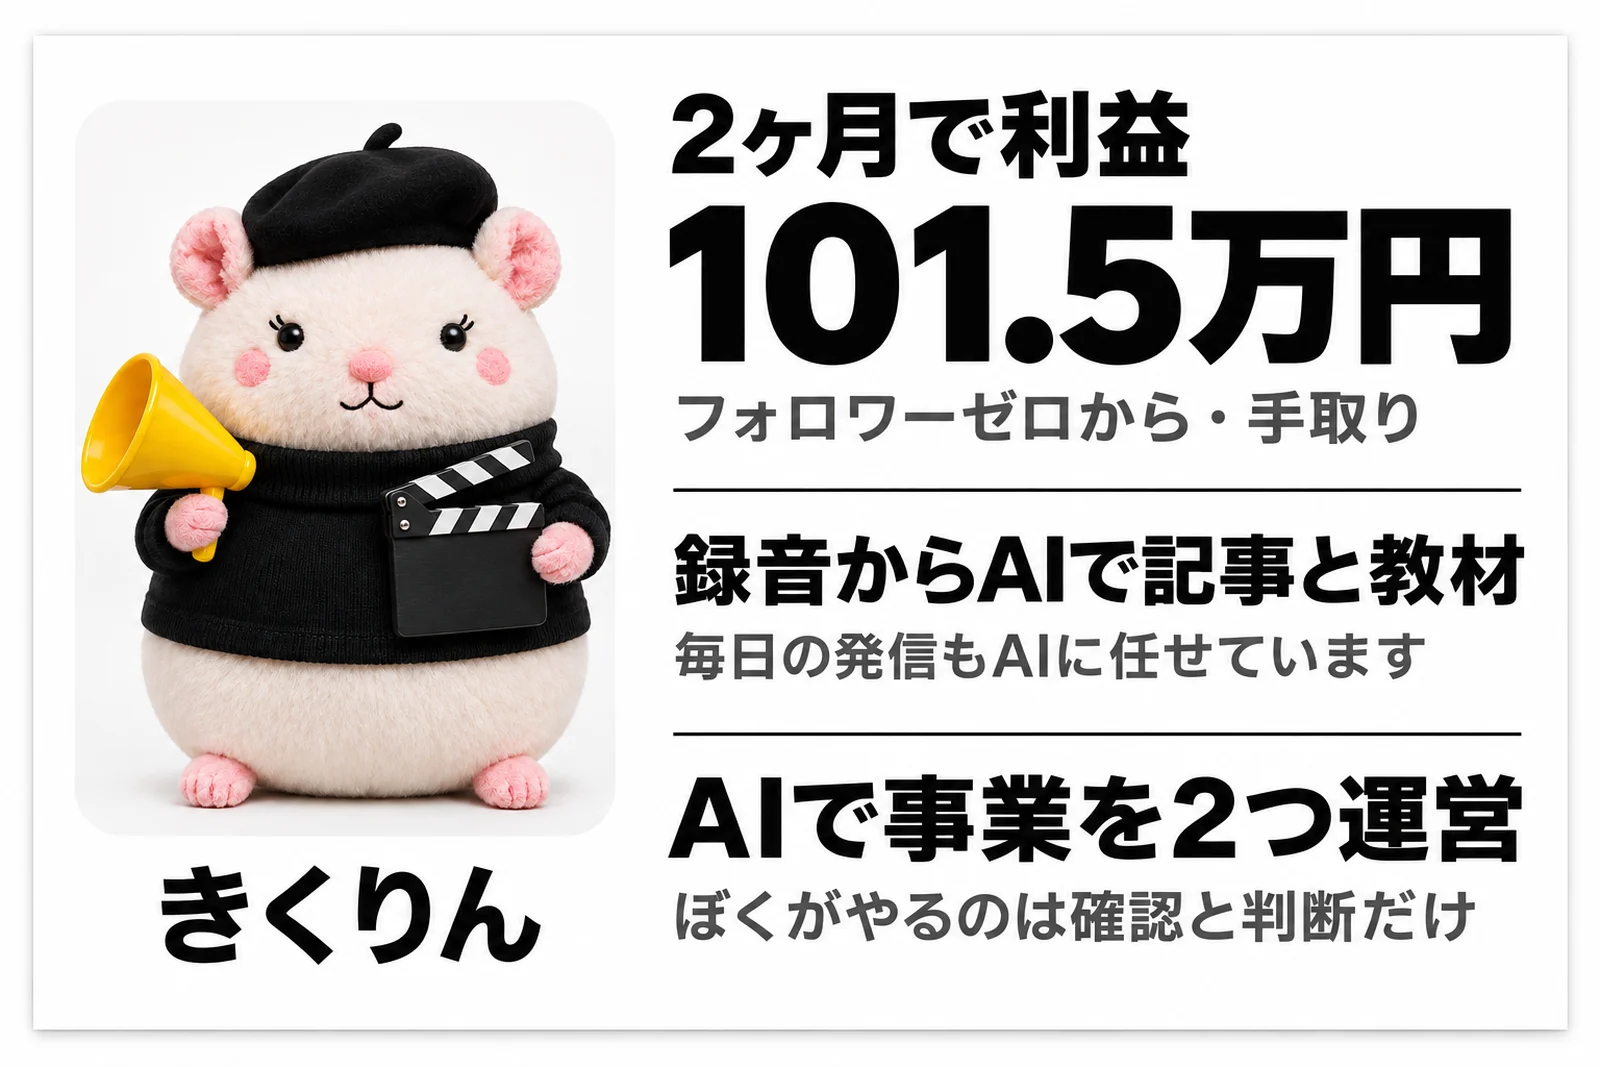 2ヶ月で利益
101.5万円
フォロワーゼロから・手取り
録音からAIで記事と教材
毎日の発信もAIに任せています
AIで事業を2つ運営
ぼくがやるのは確認と判断だけ
きくりん